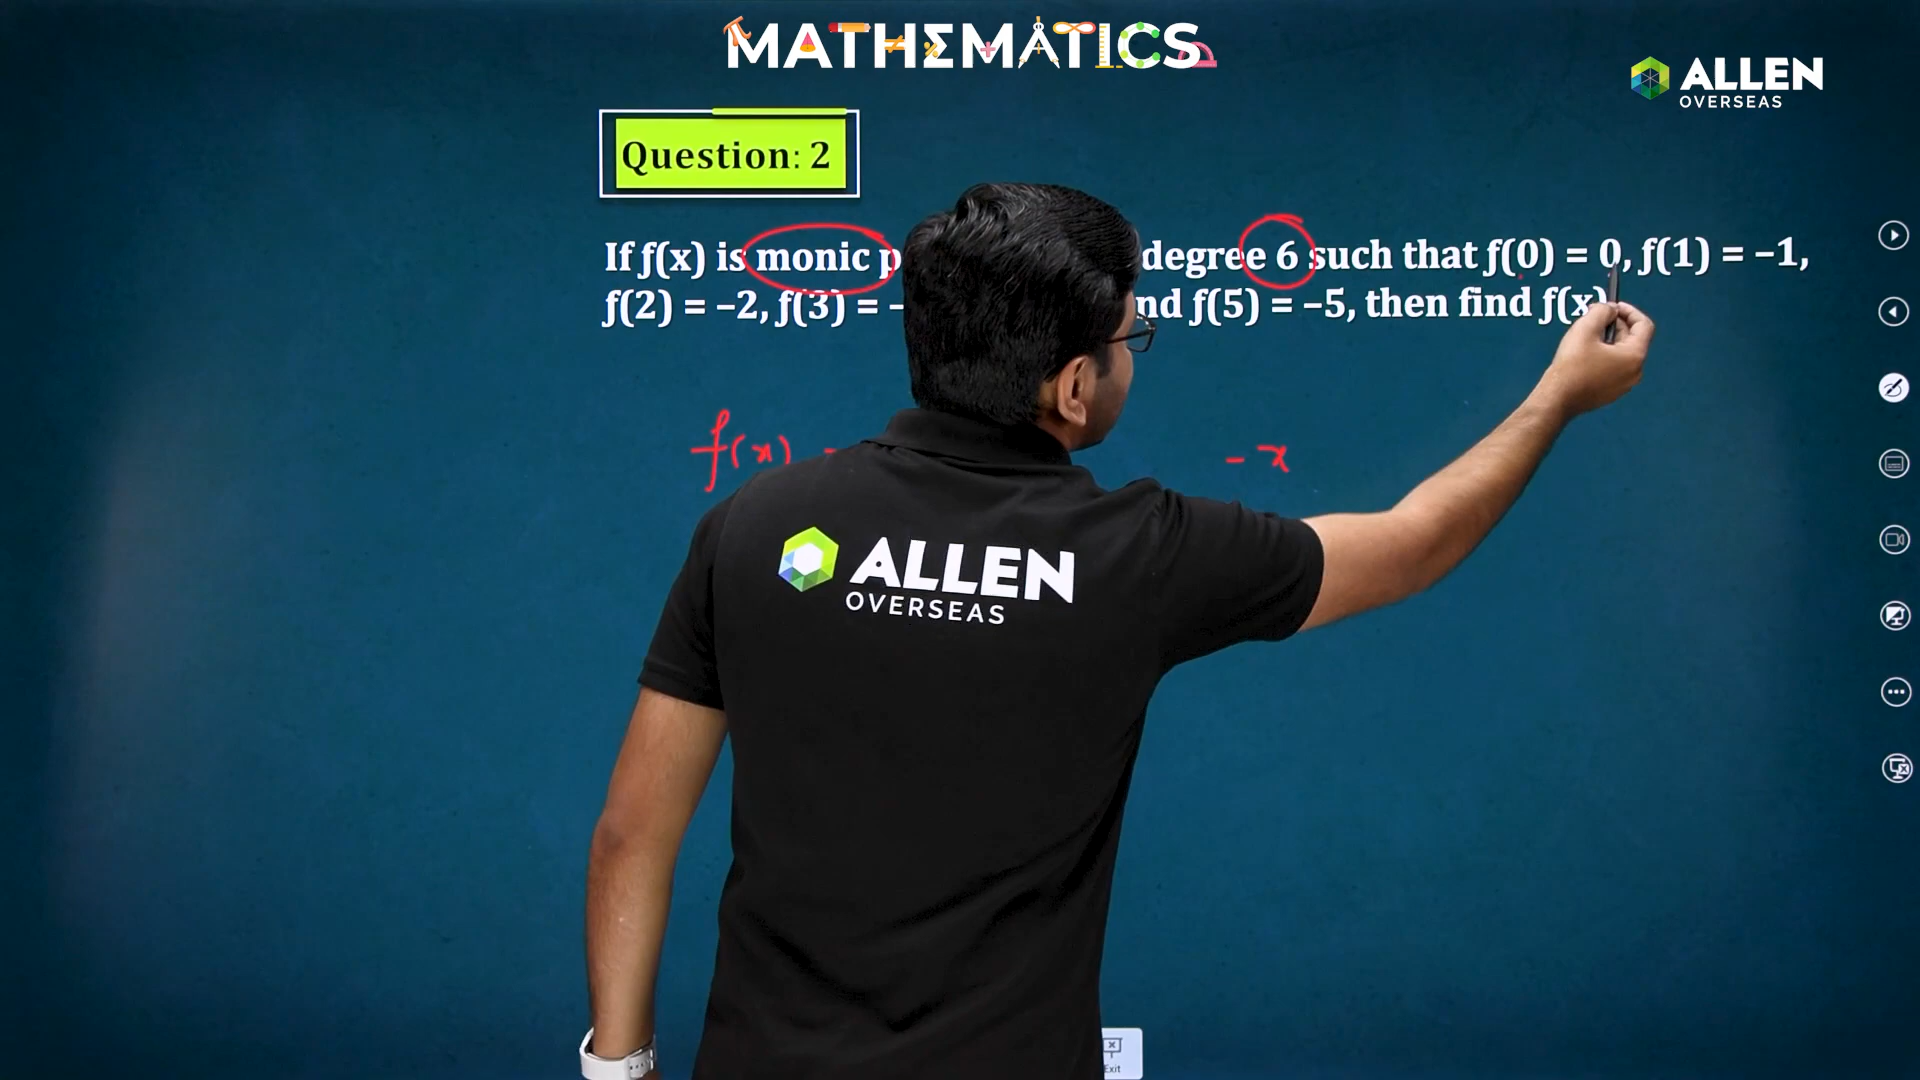 MATHEMATICS
ALLEN
OVERSEAS
Question: 2
If f(x) is monic degree 6 such that f(0) = 0, f(1) = –1,
f(2) = –2, f(3) = – f(5) = –5, then find f(x)
f(x) – x
ALLEN
OVERSEAS
Exit